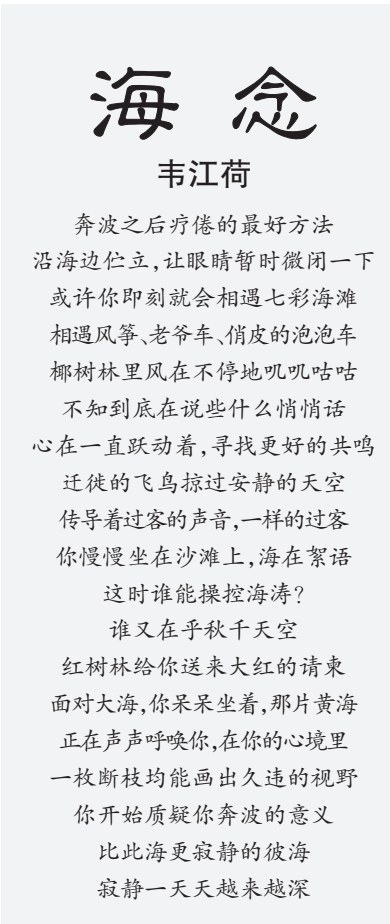 海 念
韦江荷
奔波之后疗倦的最好方法
沿海边伫立,让眼睛暂时微闭一下
或许你即刻就会相遇七彩海滩
相遇风筝、老爷车、俏皮的泡泡车
椰树林里风在不停地叽叽咕咕
不知到底在说些什么悄悄话
心在一直跃动着,寻找更好的共鸣
迁徙的飞鸟掠过安静的天空
传导着过客的声音,一样的过客
你慢慢坐在沙滩上,海在絮语
这时谁能操控海涛?
谁又在乎秋千天空
红树林给你送来大红的请柬
面对大海,你呆呆坐着,那片黄海
正在声声呼唤你,在你的心境里
一枚断枝均能画出久违的视野
你开始质疑你奔波的意义
比此海更寂静的彼海
寂静一天天越来越深